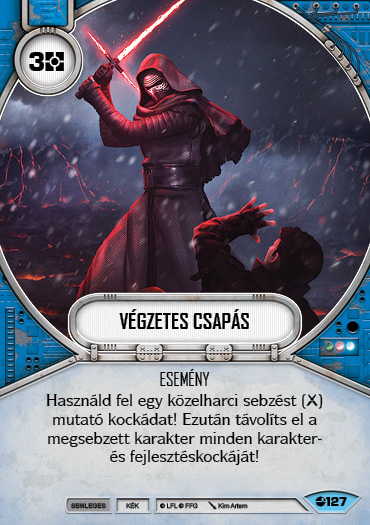 3
VÉGZETES CSAPÁS
ESEMÉNY
Használd fel egy közelharci sebzést (X)
mutató kockádat! Ezután távolíts el a
megsebzett karakter minden karakter-
és fejlesztéskockáját!
SEMLEGES KÉK © LFL © FFG Kim Artem 127